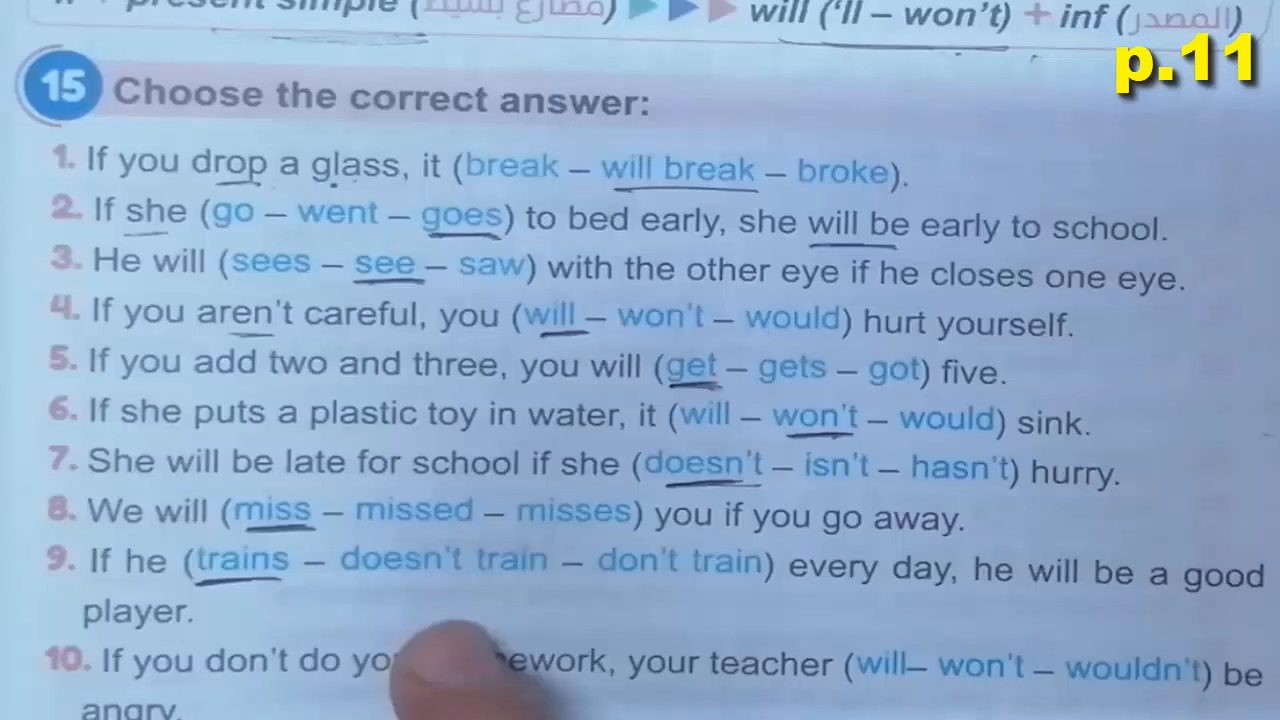 present simple (مضارع بسيط) will ('ll – won't) + inf (المصدر)
p.11
15 Choose the correct answer:
1. If you drop a glass, it (break – will break – broke).
2. If she (go – went – goes) to bed early, she will be early to school.
3. He will (sees – see – saw) with the other eye if he closes one eye.
4. If you aren't careful, you (will – won't – would) hurt yourself.
5. If you add two and three, you will (get – gets – got) five.
6. If she puts a plastic toy in water, it (will – won't – would) sink.
7. She will be late for school if she (doesn't – isn't – hasn't) hurry.
8. We will (miss – missed – misses) you if you go away.
9. If he (trains – doesn't train – don't train) every day, he will be a good
player.
10. If you don't do ework, your teacher (will– won't – wouldn't) be
angry.